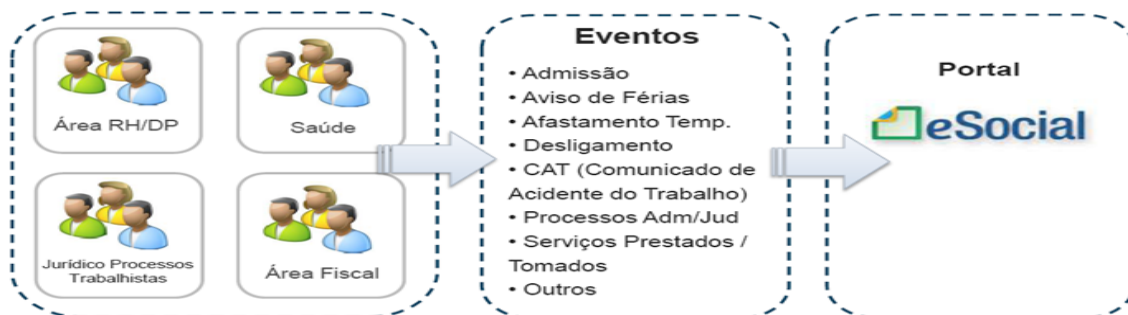 Área RH/DP
Saúde
Jurídico Processos
Trabalhistas
Área Fiscal
Eventos
• Admissão
• Aviso de Férias
• Afastamento Temp.
• Desligamento
• CAT (Comunicado de
Acidente do Trabalho)
• Processos Adm/Jud
• Serviços Prestados /
Tomados
• Outros
Portal
eSocial